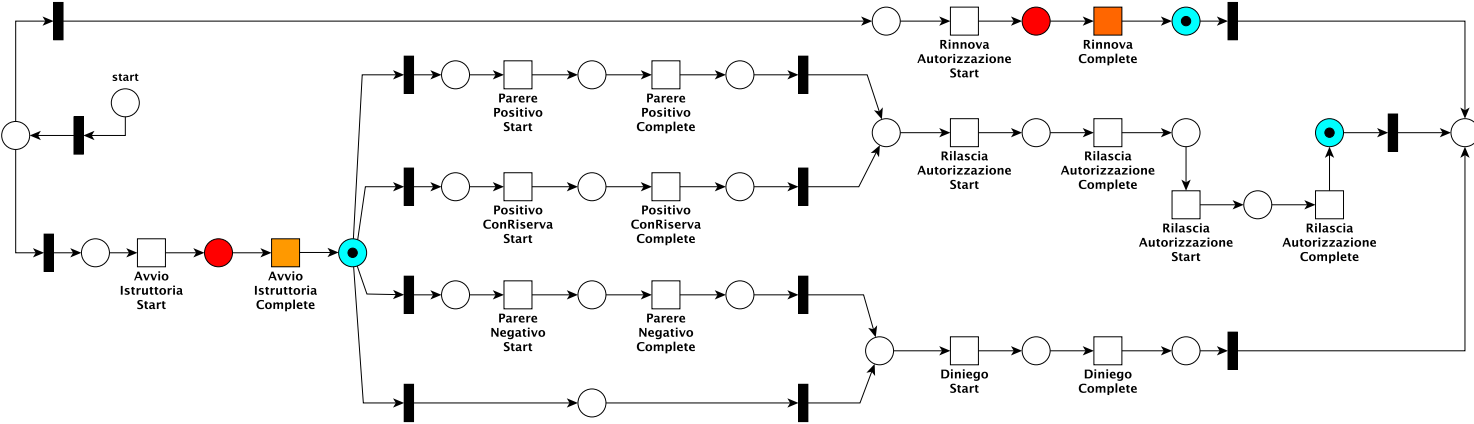 Rinnova
Autorizzazione
Start
Rinnova
Complete
start
Parere
Positivo
Start
Parere
Positivo
Complete
Rilascia
Autorizzazione
Start
Rilascia
Autorizzazione
Complete
Positivo
ConRiserva
Start
Positivo
ConRiserva
Complete
Rilascia
Autorizzazione
Start
Rilascia
Autorizzazione
Complete
Avvio
Istruttoria
Start
Avvio
Istruttoria
Complete
Parere
Negativo
Start
Parere
Negativo
Complete
Diniego
Start
Diniego
Complete